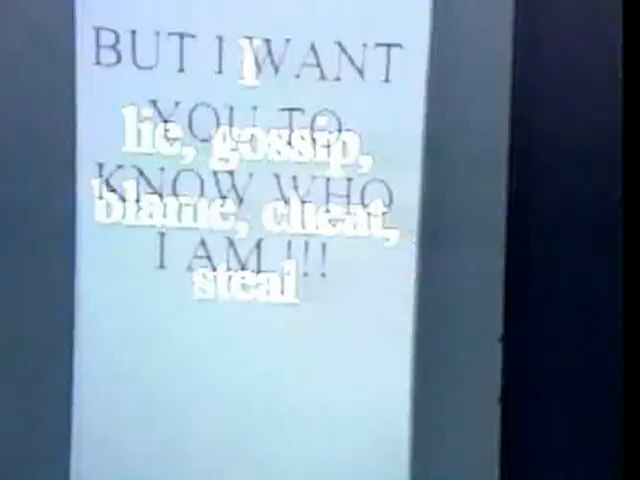 BUT I WANT
YOU TO
KNOW WHO
I AM !!!
I
lie, gossip,
blame, cheat,
steal